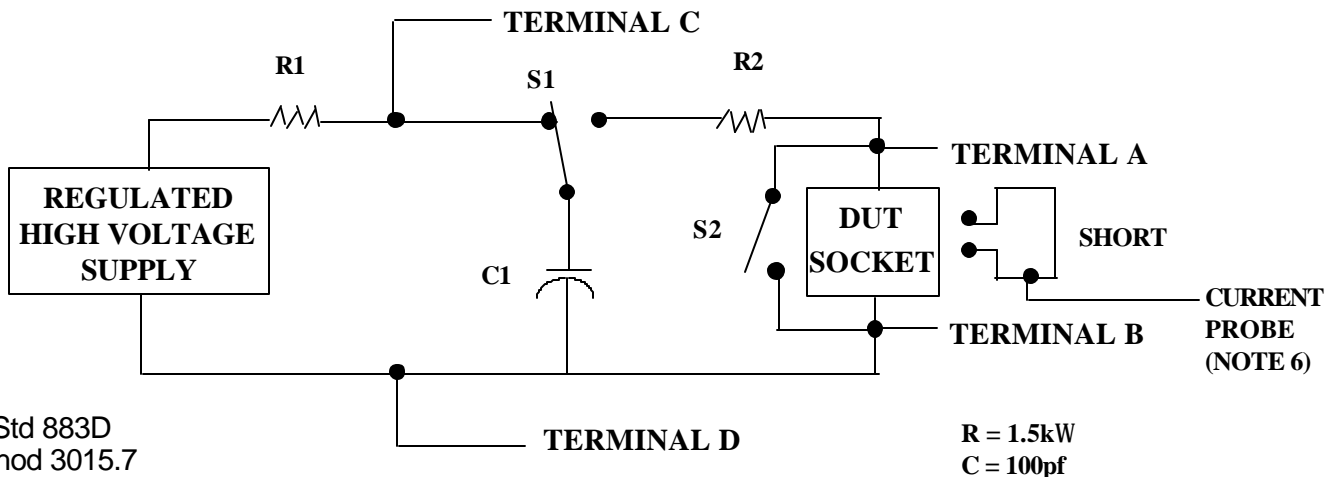 TERMINAL C
R1
S1
R2
TERMINAL A
REGULATED
HIGH VOLTAGE
SUPPLY
S2
DUT
SOCKET
SHORT
C1
CURRENT
PROBE
(NOTE 6)
TERMINAL B
TERMINAL D
Std 883D
nod 3015.7
R = 1.5kW
C = 100pf